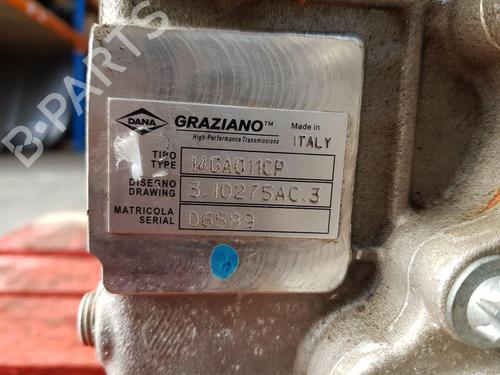 B-PARTS
DANA
GRAZIANO™
High-Performance Transmissions
Made in
ITALY
TIPO
TYPE
14GA011CP
DISEGNO
DRAWING
3.10275AC.3
MATRICOLA
SERIAL
06589